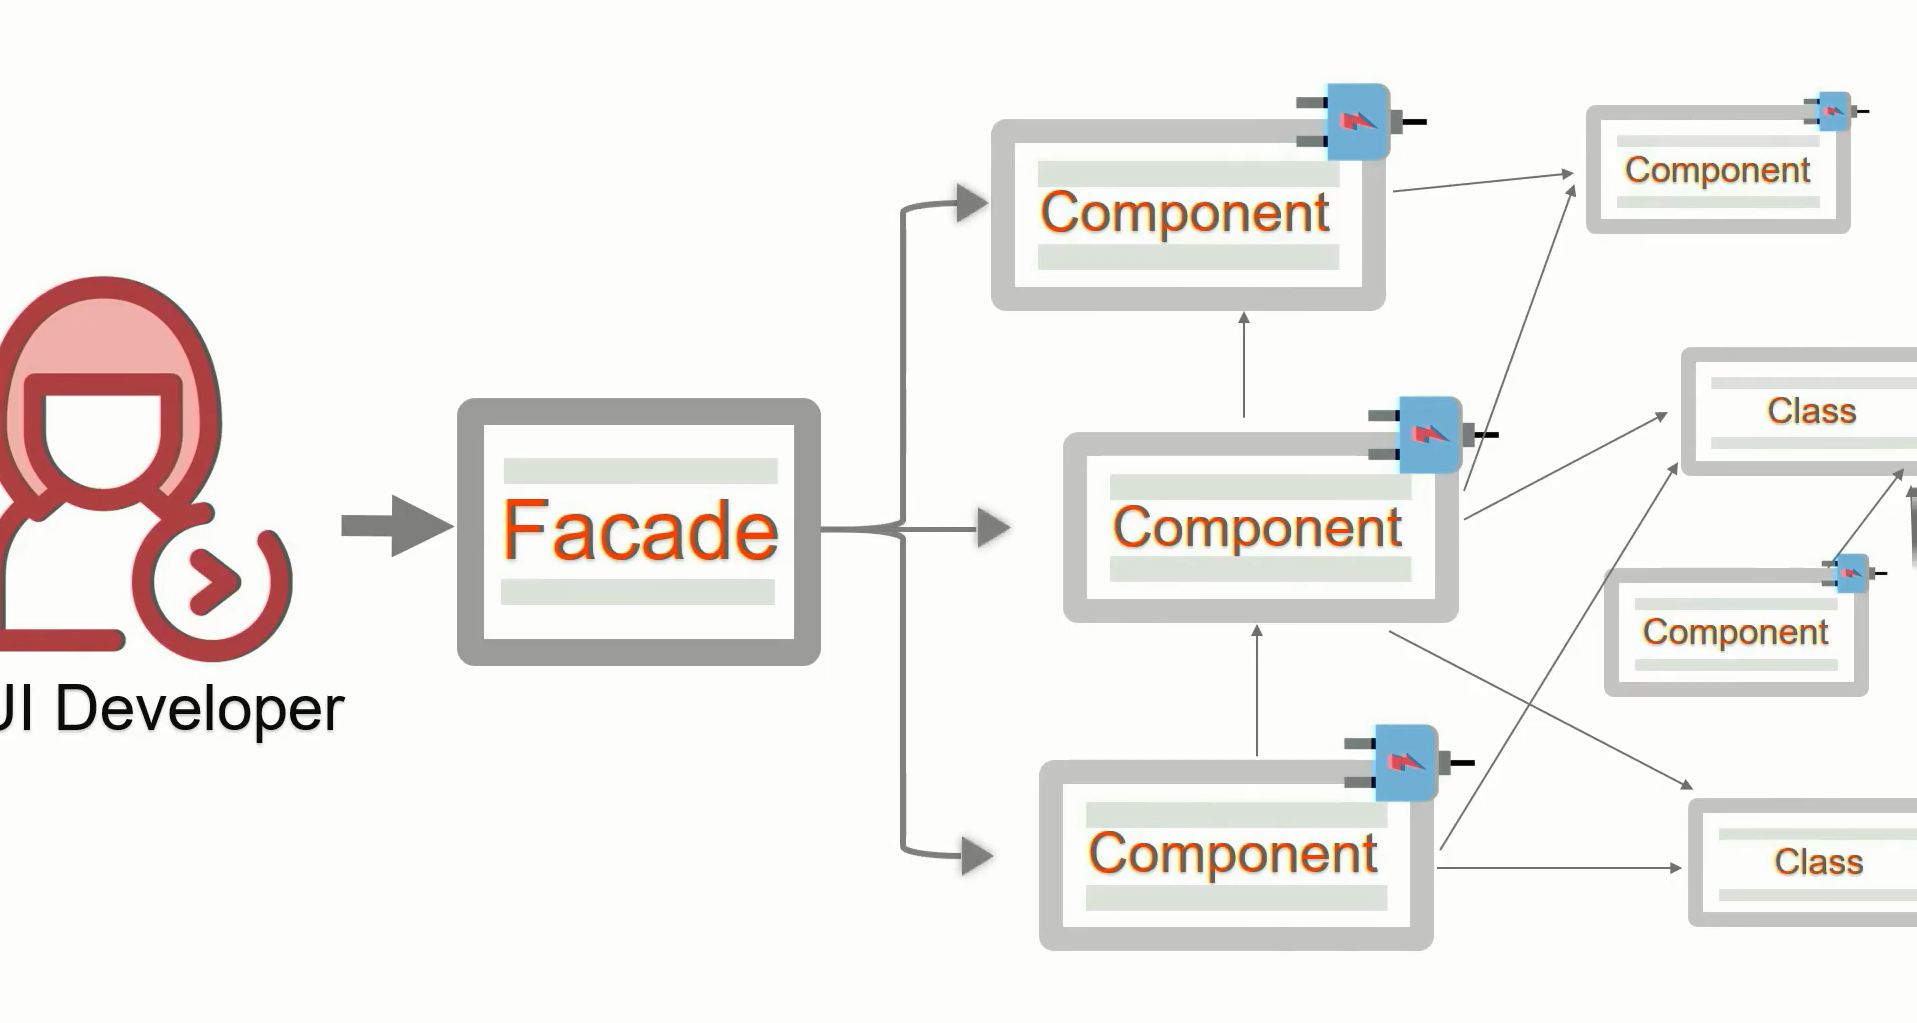 Component
Component
Class
Facade
Component
Component
UI Developer
Component
Class